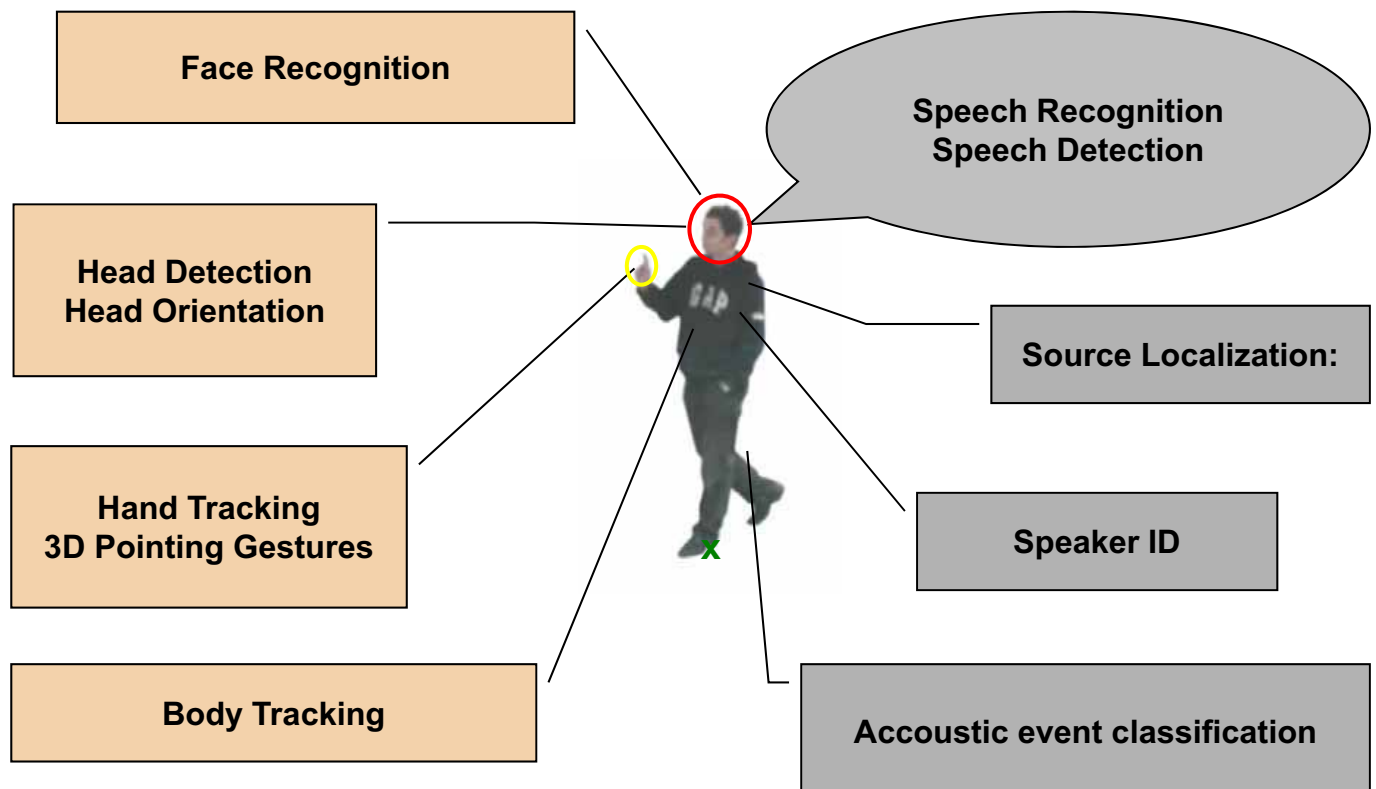 Face Recognition
Speech Recognition
Speech Detection
Head Detection
Head Orientation
GAP
Source Localization:
Hand Tracking
3D Pointing Gestures
Speaker ID
x
Body Tracking
Accoustic event classification